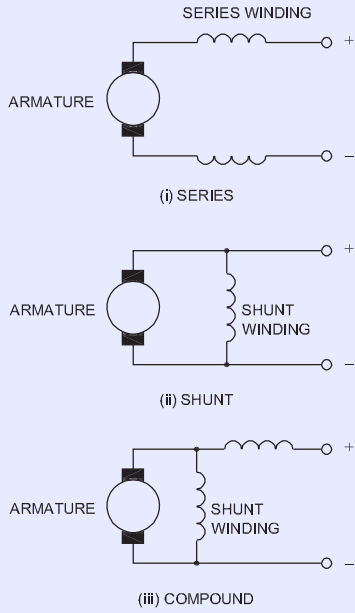 SERIES WINDING
+
ARMATURE
–
(i) SERIES
+
ARMATURE
SHUNT
WINDING
–
(ii) SHUNT
+
ARMATURE
SHUNT
WINDING
–
(iii) COMPOUND